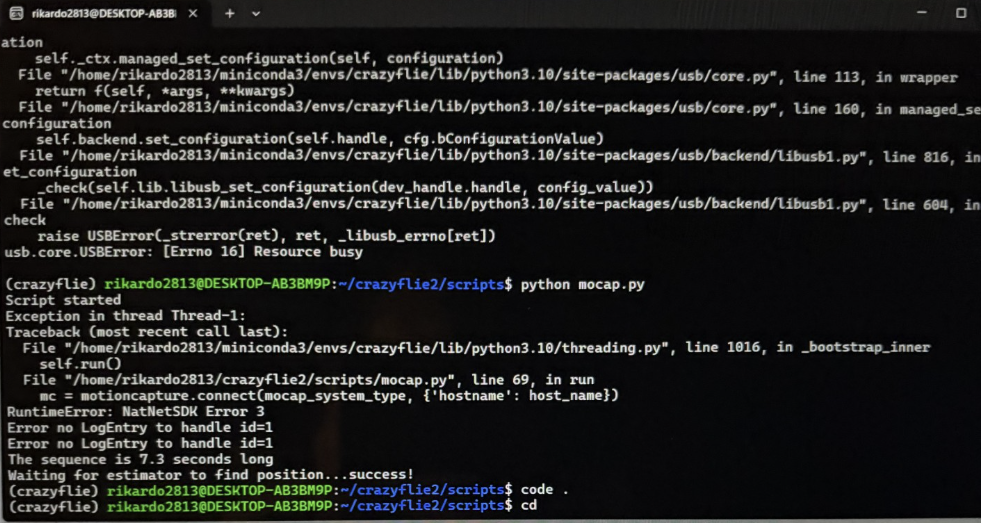 rikardo2813@DESKTOP-AB3B
ation
self._ctx.managed_set_configuration(self, configuration)
File "/home/rikardo2813/miniconda3/envs/crazyflie/lib/python3.10/site-packages/usb/core.py", line 113, in wrapper
return f(self, *args, **kwargs)
File "/home/rikardo2813/miniconda3/envs/crazyflie/lib/python3.10/site-packages/usb/core.py", line 160, in managed_se
configuration
self.backend.set_configuration(self.handle, cfg.bConfigurationValue)
File "/home/rikardo2813/miniconda3/envs/crazyflie/lib/python3.10/site-packages/usb/backend/libusb1.py", line 816, in
et_configuration
_check(self.lib.libusb_set_configuration(dev_handle.handle, config_value))
File "/home/rikardo2813/miniconda3/envs/crazyflie/lib/python3.10/site-packages/usb/backend/libusb1.py", line 604, in
check
raise USBError(_strerror(ret), ret, _libusb_errno[ret])
usb.core.USBError: [Errno 16] Resource busy
(crazyflie) rikardo2813@DESKTOP-AB3BM9P:~/crazyflie2/scripts$ python mocap.py
Script started
Exception in thread Thread-1:
Traceback (most recent call last):
File "/home/rikardo2813/miniconda3/envs/crazyflie/lib/python3.10/threading.py", line 1016, in _bootstrap_inner
self.run()
File "/home/rikardo2813/crazyflie2/scripts/mocap.py", line 69, in run
mc = motioncapture.connect(mocap_system_type, {'hostname': host_name})
RuntimeError: NatNetSDK Error 3
Error no LogEntry to handle id=1
Error no LogEntry to handle id=1
The sequence is 7.3 seconds long
Waiting for estimator to find position...success!
(crazyflie) rikardo2813@DESKTOP-AB3BM9P:~/crazyflie2/scripts$ code .
(crazyflie) rikardo2813@DESKTOP-AB3BM9P:~/crazyflie2/scripts$ cd